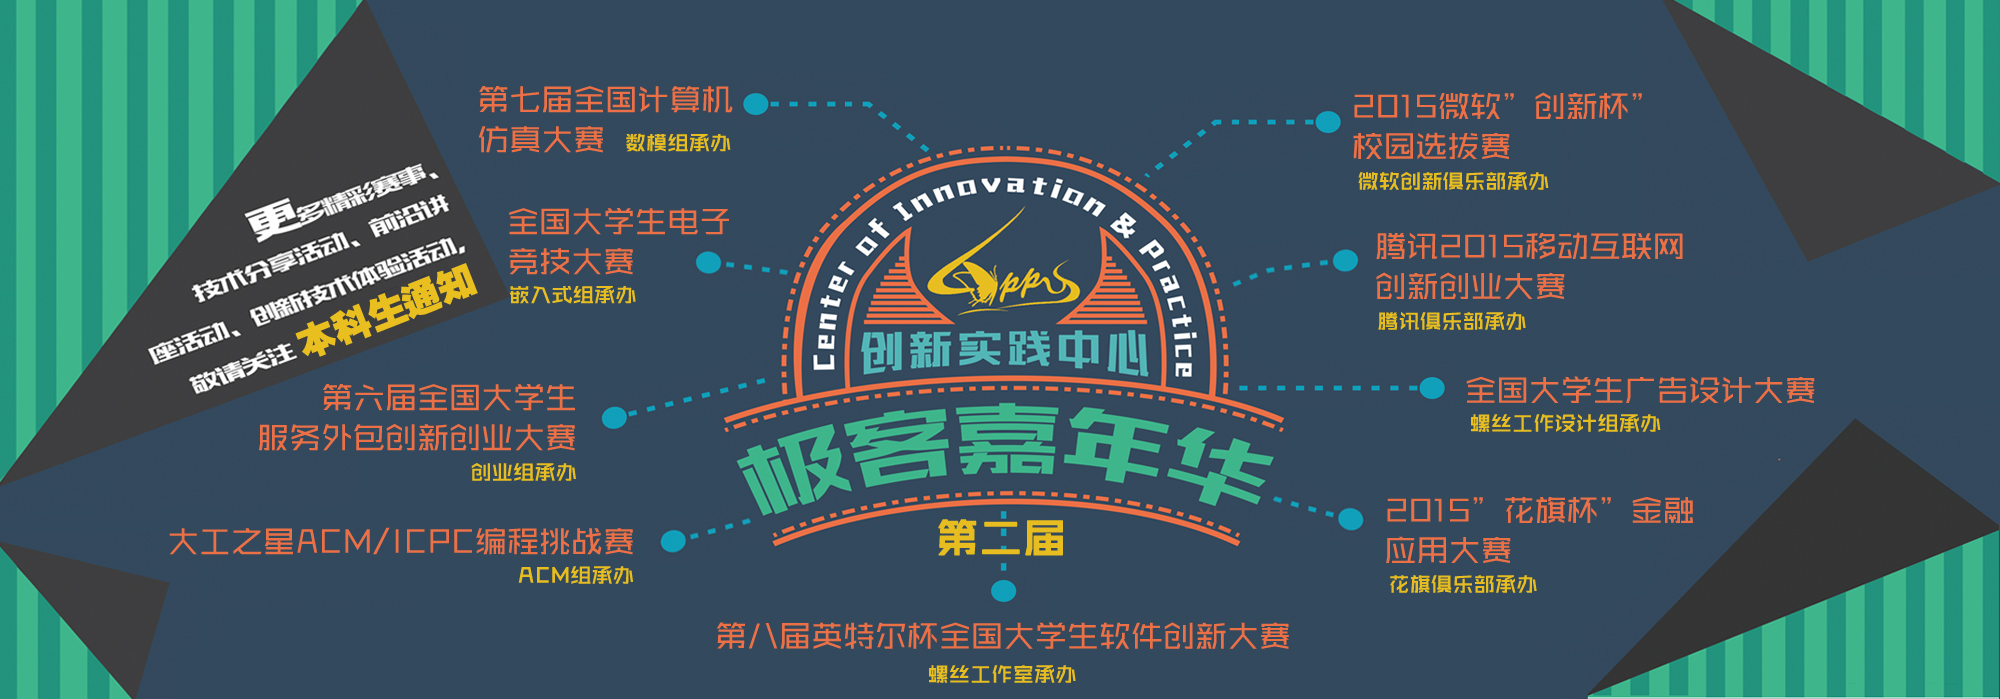 更多精彩赛事、
技术分享活动、前沿讲
座活动、创新技术体验活动,
敬请关注 本科生通知
第七届全国计算机
仿真大赛 数模组承办
全国大学生电子
竞技大赛
嵌入式组承办
第六届全国大学生
服务外包创新创业大赛
创业组承办
大工之星ACM/ICPC编程挑战赛
ACM组承办
Center of Innovation & Practice
创新实践中心
极客嘉年华
第二届
第八届英特尔杯全国大学生软件创新大赛
螺丝工作室承办
2015微软”创新杯”
校园选拔赛
微软创新俱乐部承办
腾讯2015移动互联网
创新创业大赛
腾讯俱乐部承办
全国大学生广告设计大赛
螺丝工作设计组承办
2015”花旗杯”金融
应用大赛
花旗俱乐部承办